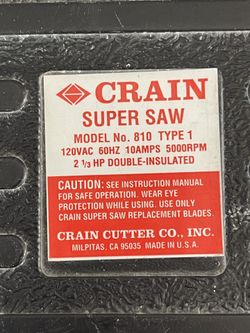 CRAIN
SUPER SAW
MODEL No. 810 TYPE 1
120VAC 60HZ 10AMPS 5000RPM
2 1/3 HP DOUBLE-INSULATED
CAUTION: SEE INSTRUCTION MANUAL
FOR SAFE OPERATION. WEAR EYE
PROTECTION WHILE USING. USE ONLY
CRAIN SUPER SAW REPLACEMENT BLADES.
CRAIN CUTTER CO., INC.
MILPITAS, CA 95035 MADE IN U.S.A.